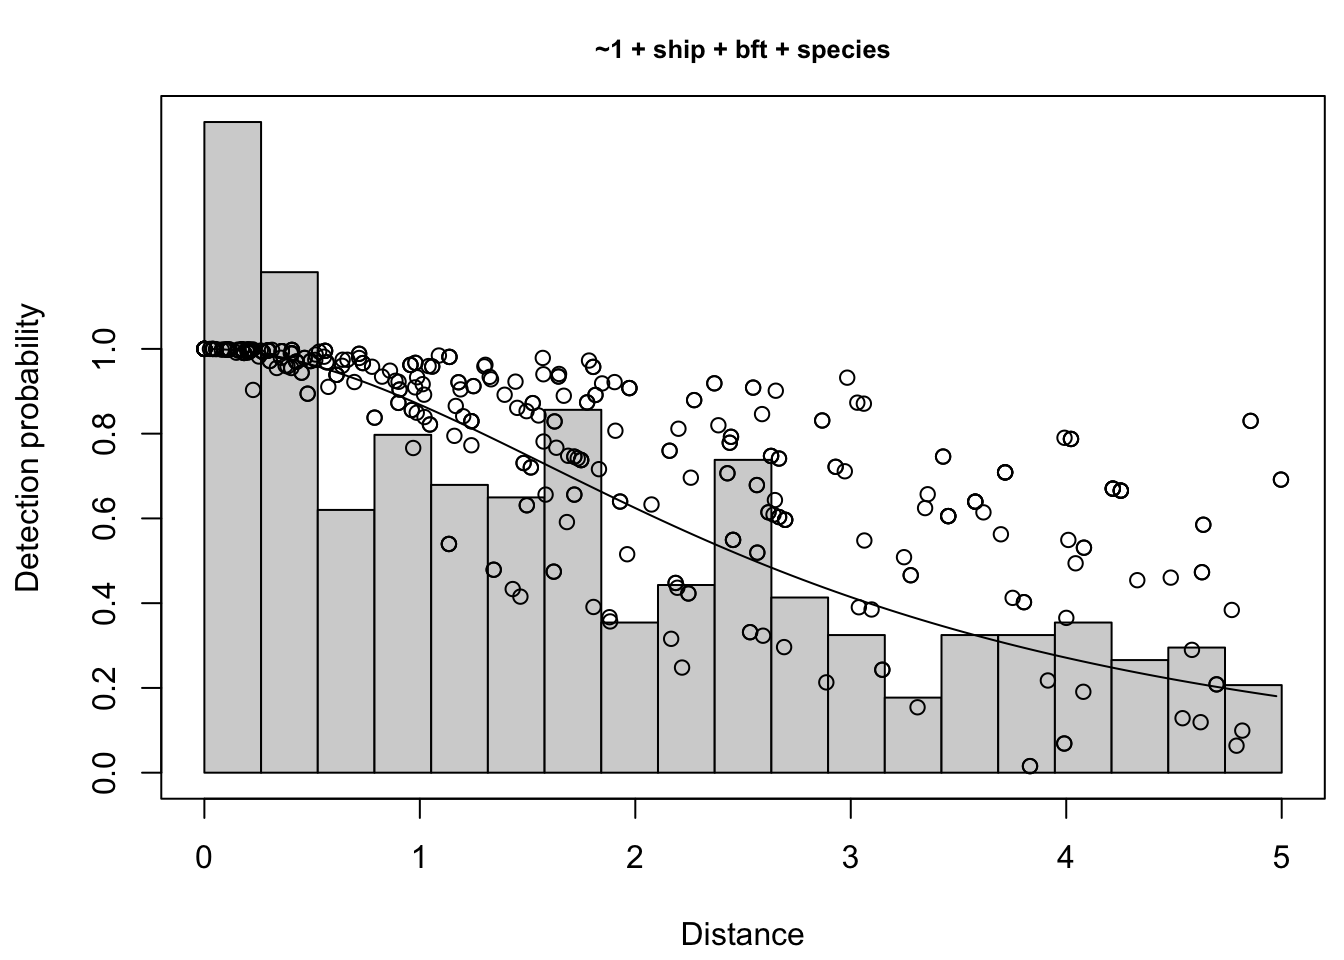 ~1 + ship + bft + species
Detection probability
1.0
0.8
0.6
0.4
0.2
0.0
0 1 2 3 4 5
Distance